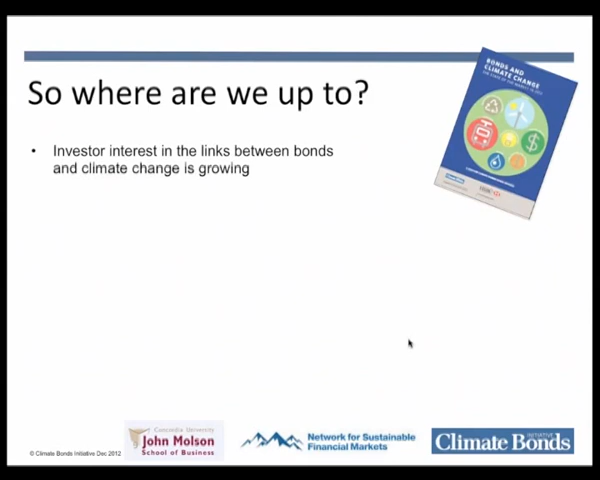 BONDS AND
CLIMATE CHANGE
So where are we up to?
• Investor interest in the links between bonds
and climate change is growing
Concordia University
John Molson
School of Business
Network for Sustainable
Financial Markets
INITIATIVE
Climate Bonds
© Climate Bonds Initiative Dec 2012